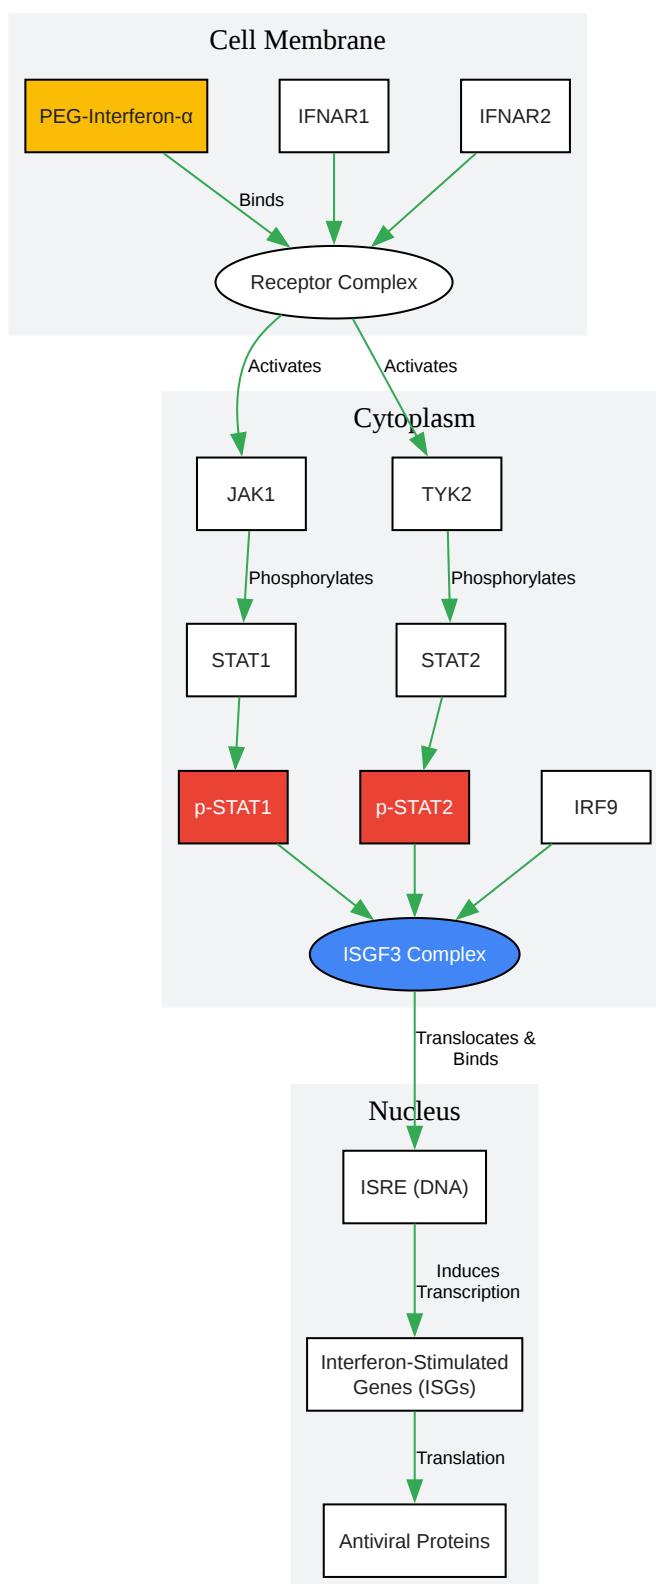 Cell Membrane
PEG-Interferon-α
IFNAR1
IFNAR2
Binds
Receptor Complex
Activates
Activates
Cytoplasm
JAK1
TYK2
Phosphorylates
Phosphorylates
STAT1
STAT2
p-STAT1
p-STAT2
IRF9
ISGF3 Complex
Translocates &
Binds
Nucleus
ISRE (DNA)
Induces
Transcription
Interferon-Stimulated
Genes (ISGs)
Translation
Antiviral Proteins